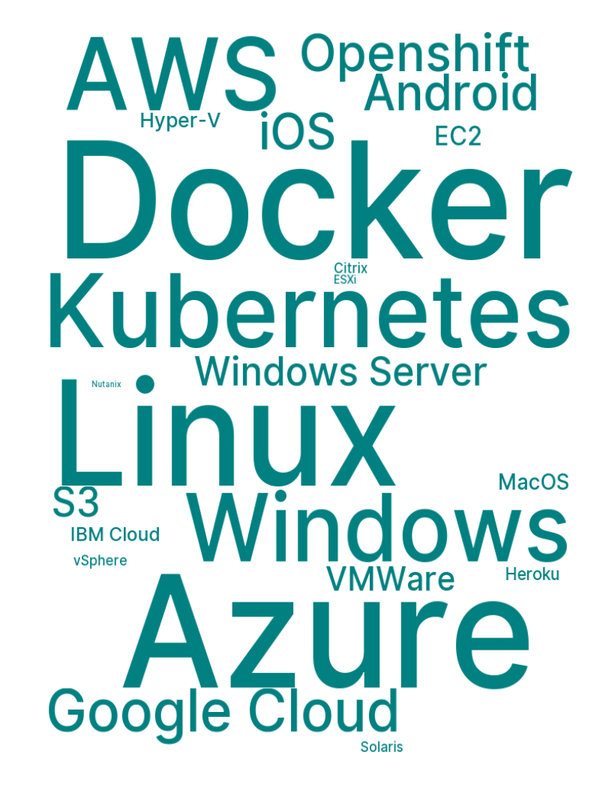 AWS
Openshift
Android
Hyper-V
iOS
EC2
Docker
Citrix
ESXi
Kubernetes
Windows Server
Nutanix
Linux
MacOS
S3
Windows
IBM Cloud
vSphere
VMWare
Heroku
Azure
Google Cloud
Solaris